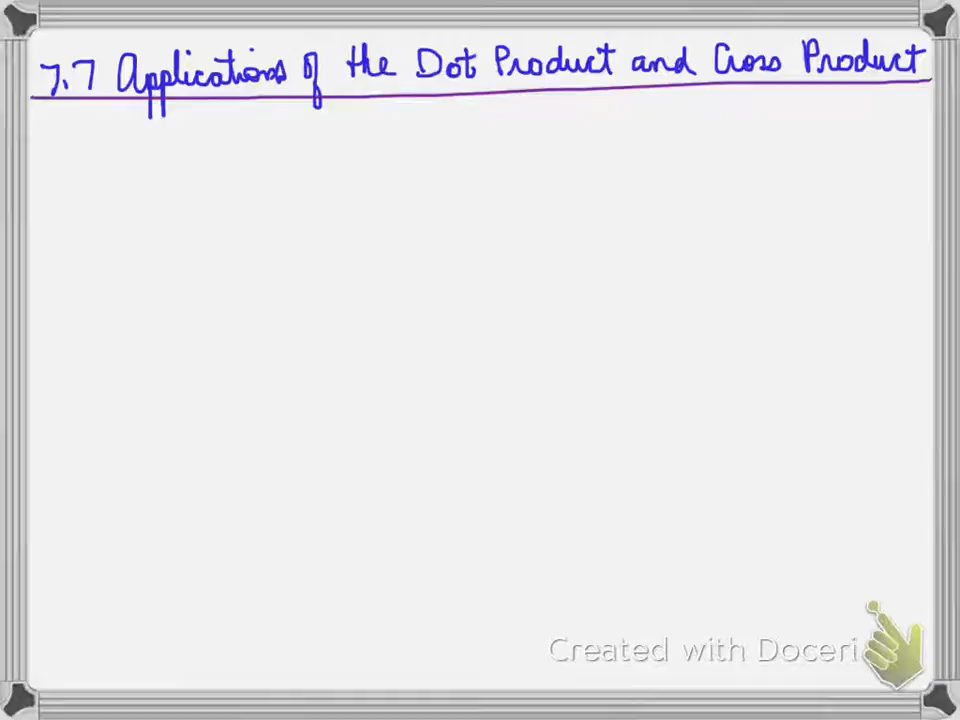 7.7 Applications of the Dot Product and Cross Product
Created with Doceri